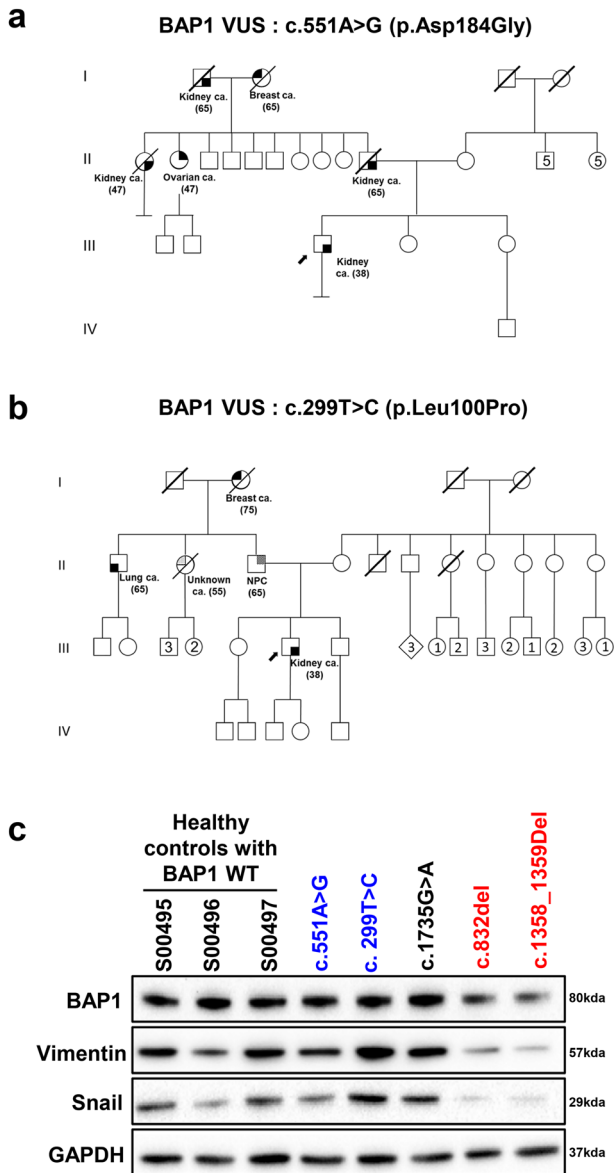 a
BAP1 VUS : c.551A>G (p.Asp184Gly)
I
Kidney ca.
(65)
Breast ca.
(65)
II
5
5
Kidney ca.
(47)
Ovarian ca.
(47)
Kidney ca.
(65)
III
Kidney
ca. (38)
IV
b
BAP1 VUS : c.299T>C (p.Leu100Pro)
I
Breast ca.
(75)
II
Lung ca.
(65)
Unknown
ca. (55)
NPC
(65)
III
3 2
3 1 2 3 2 1 2 3 1
Kidney ca.
(38)
IV
c
Healthy
controls with
BAP1 WT
S00495
S00496
S00497
c.551A>G
c. 299T>C
c.1735G>A
c.832del
c.1358_1359Del
BAP1 80kda
Vimentin 57kda
Snail 29kda
GAPDH 37kda